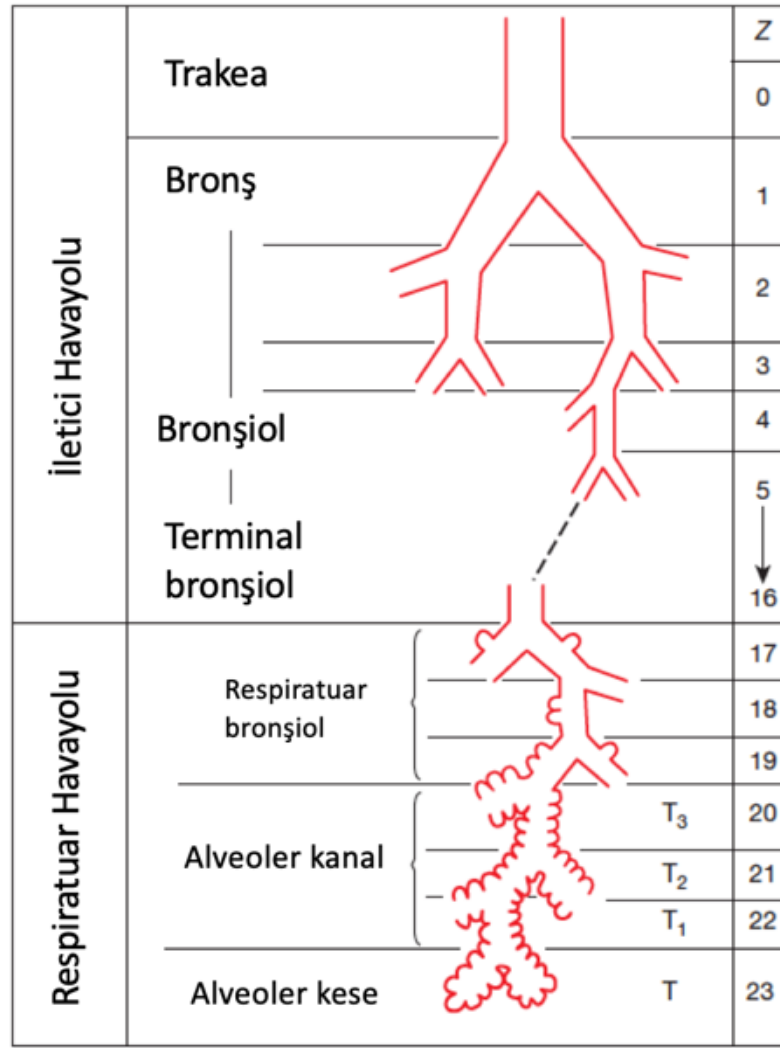 Z
Trakea
0
Bronş
1
2
3
İletici Havayolu
Bronşiol
4
5
Terminal
bronşiol
16
Respiratuar Havayolu
17
Respiratuar
bronşiol
18
19
T₃
20
Alveoler kanal
T₂
21
T₁
22
Alveoler kese
T
23